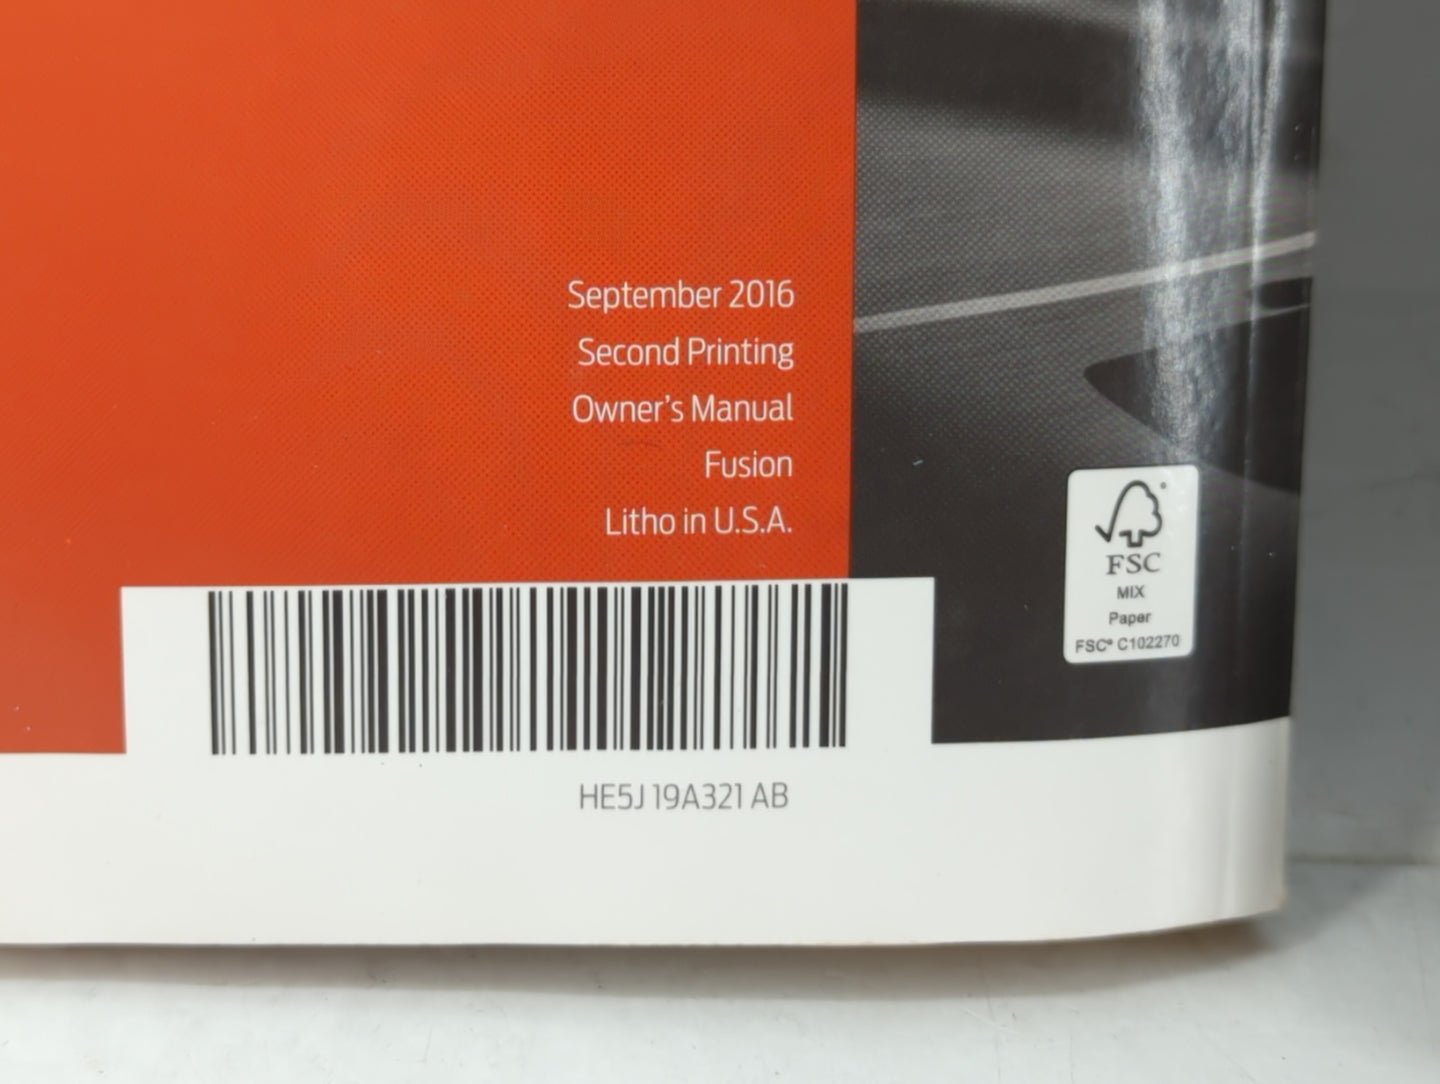 September 2016
Second Printing
Owner's Manual
Fusion
Litho in U.S.A.
FSC
MIX
Paper
FSC® C102270
HE5J 19A321 AB